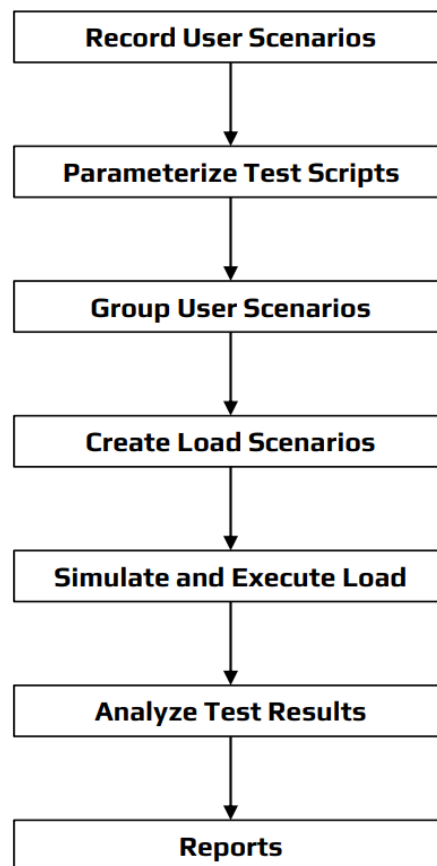 Record User Scenarios
Parameterize Test Scripts
Group User Scenarios
Create Load Scenarios
Simulate and Execute Load
Analyze Test Results
Reports